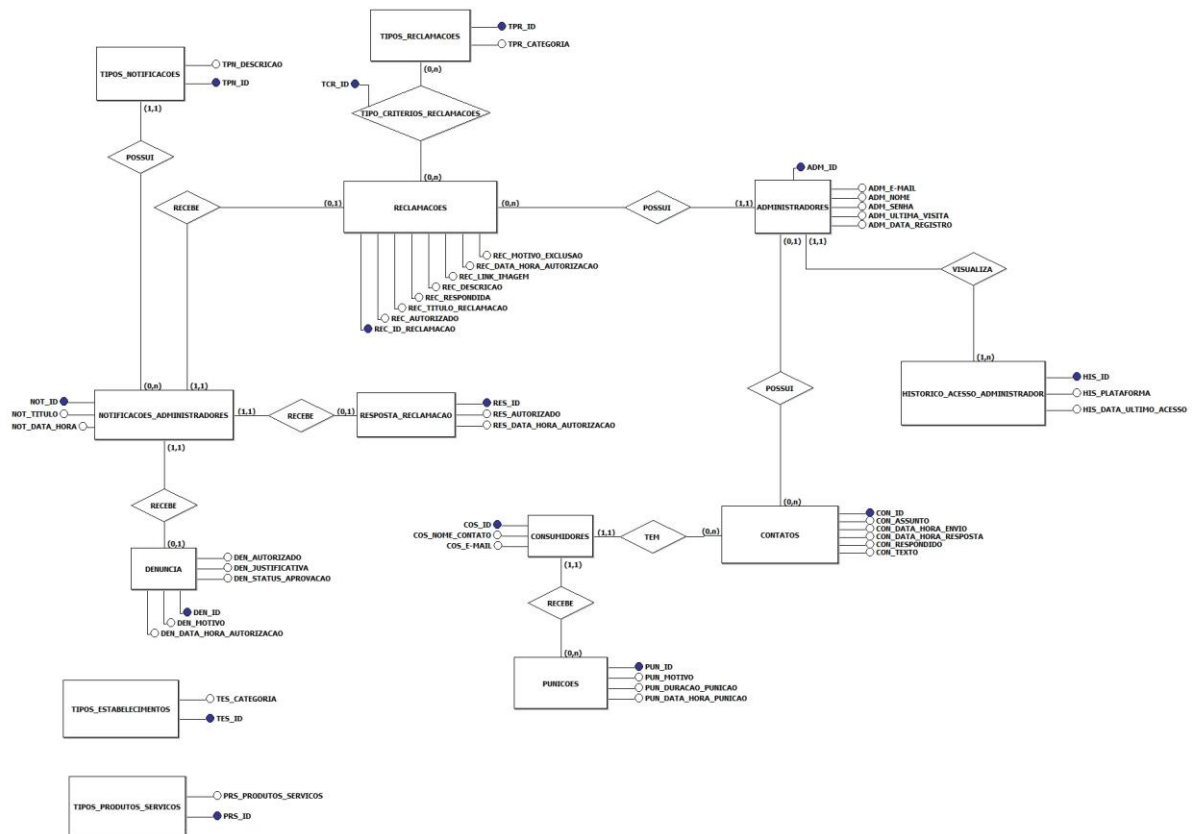 TPR_ID
TIPOS_RECLAMACOES
TPR_CATEGORIA
(0,n)
TPN_DESCRICAO
TIPOS_NOTIFICACOES
TPN_ID
(1,1)
TCR_ID
TIPO_CRITERIOS_RECLAMACOES
POSSUI
(0,n)
ADM_ID
RECEBE
(0,1)
RECLAMACOES
(0,n)
POSSUI
(1,1)
ADMINISTRADORES
ADM_E-MAIL
ADM_NOME
ADM_SENHA
ADM_ULTIMA_VISITA
ADM_DATA_REGISTRO
(0,1)
(1,1)
REC_MOTIVO_EXCLUSAO
REC_DATA_HORA_AUTORIZACAO
REC_LINK_IMAGEM
REC_DESCRICAO
REC_RESPONDIDA
REC_TITULO_RECLAMACAO
REC_AUTORIZADO
REC_ID_RECLAMACAO
VISUALIZA
(1,n)
HISTORICO_ACESSO_ADMINISTRADOR
HIS_ID
HIS_PLATAFORMA
HIS_DATA_ULTIMO_ACESSO
POSSUI
(0,n)
(1,1)
NOT_ID
NOT_TITULO
NOT_DATA_HORA
NOTIFICACOES_ADMINISTRADORES
(1,1)
RECEBE
(0,1)
RESPOSTA_RECLAMACAO
RES_ID
RES_AUTORIZADO
RES_DATA_HORA_AUTORIZACAO
(1,1)
RECEBE
(0,1)
DENUNCIA
DEN_AUTORIZADO
DEN_JUSTIFICATIVA
DEN_STATUS_APROVACAO
DEN_ID
DEN_MOTIVO
DEN_DATA_HORA_AUTORIZACAO
(0,n)
COS_ID
COS_NOME_CONTATO
COS_E-MAIL
CONSUMIDORES
(1,1)
TEM
(0,n)
CONTATOS
CON_ID
CON_ASSUNTO
CON_DATA_HORA_ENVIO
CON_DATA_HORA_RESPOSTA
CON_RESPONDIDO
CON_TEXTO
(1,1)
RECEBE
(0,n)
PUNICOES
PUN_ID
PUN_MOTIVO
PUN_DURACAO_PUNICAO
PUN_DATA_HORA_PUNICAO
TIPOS_ESTABELECIMENTOS
TES_CATEGORIA
TES_ID
TIPOS_PRODUTOS_SERVICOS
PRS_PRODUTOS_SERVICOS
PRS_ID